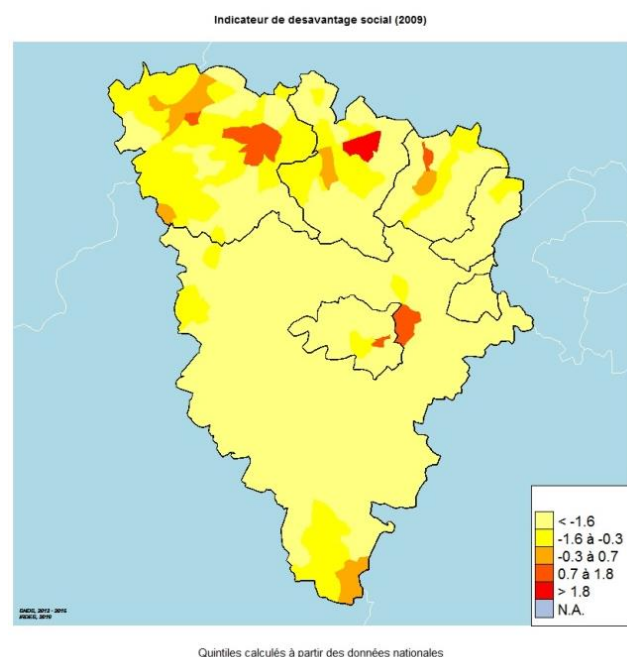 Indicateur de desavantage social (2009)
< -1.6
-1.6 à -0.3
-0.3 à 0.7
0.7 à 1.8
> 1.8
N.A.
Quintiles calculés à partir des données nationales